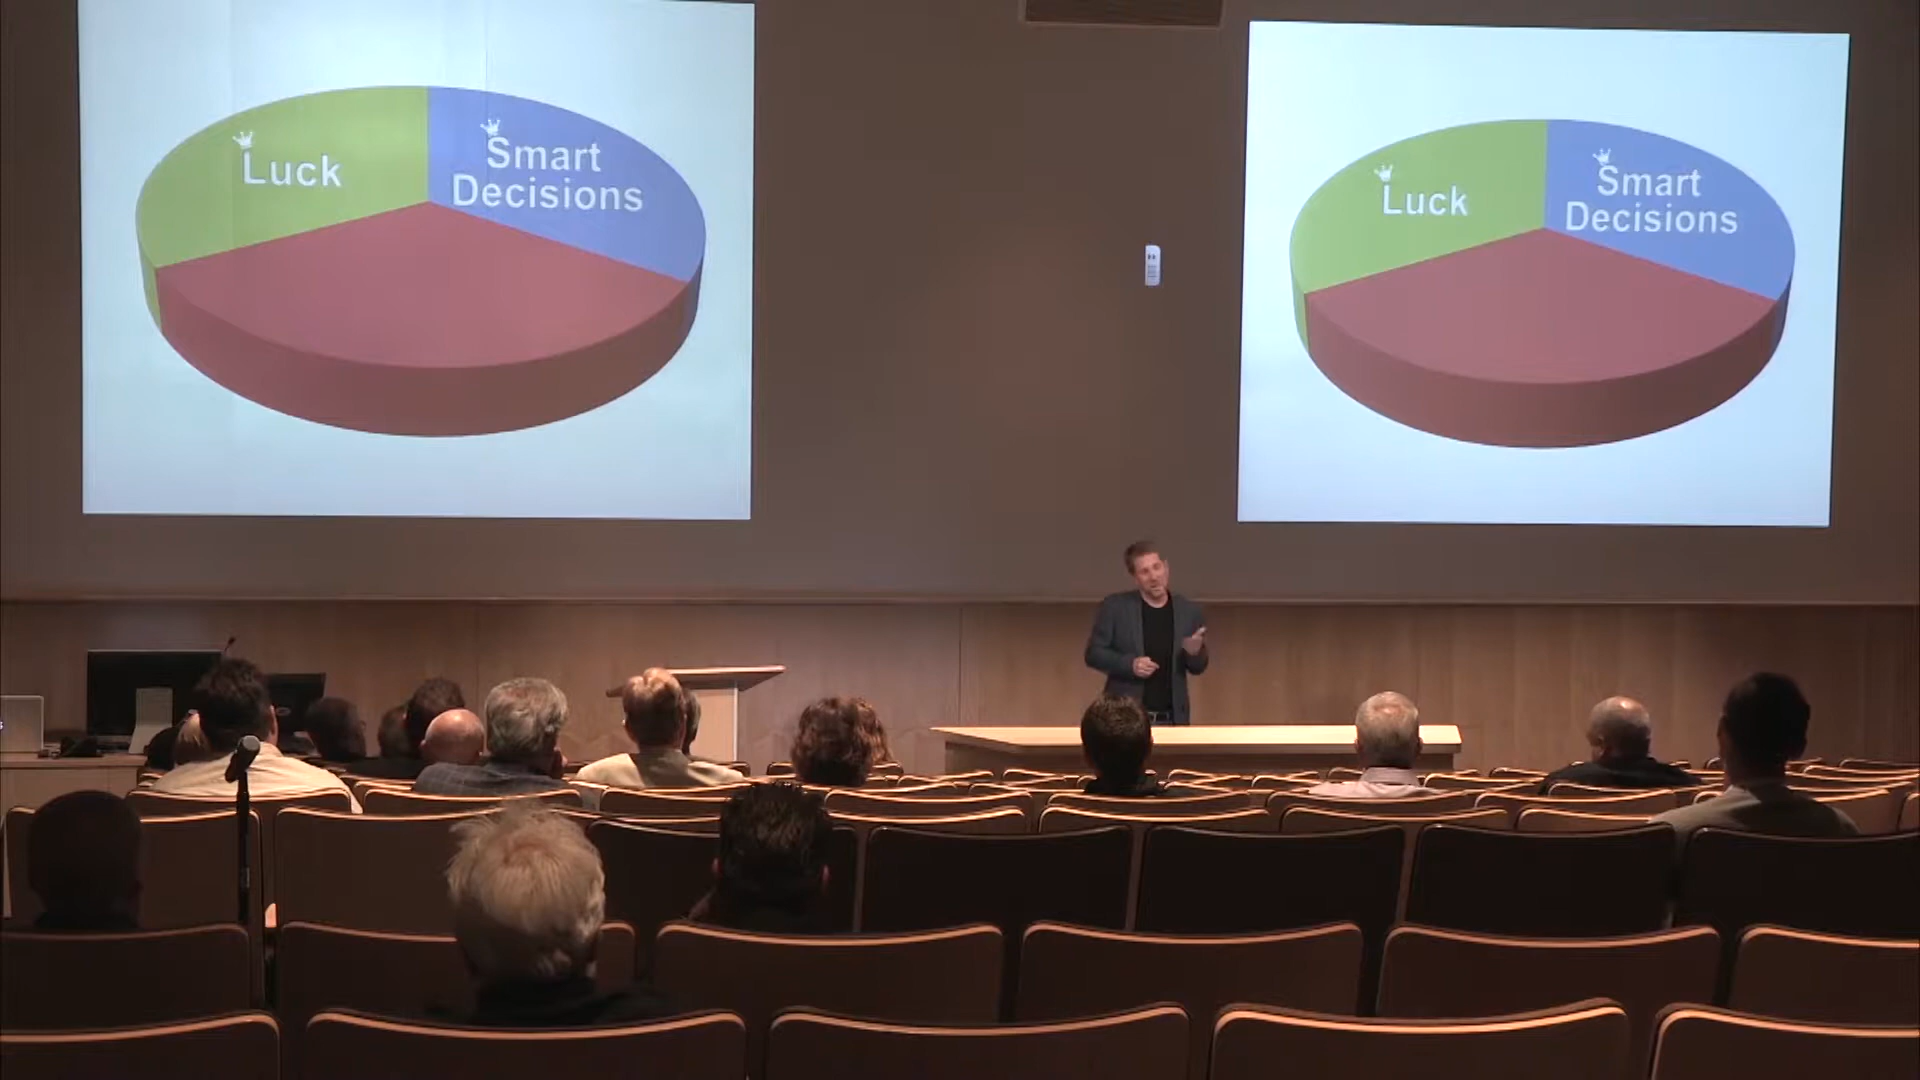 Luck
Smart
Decisions
Luck
Smart
Decisions